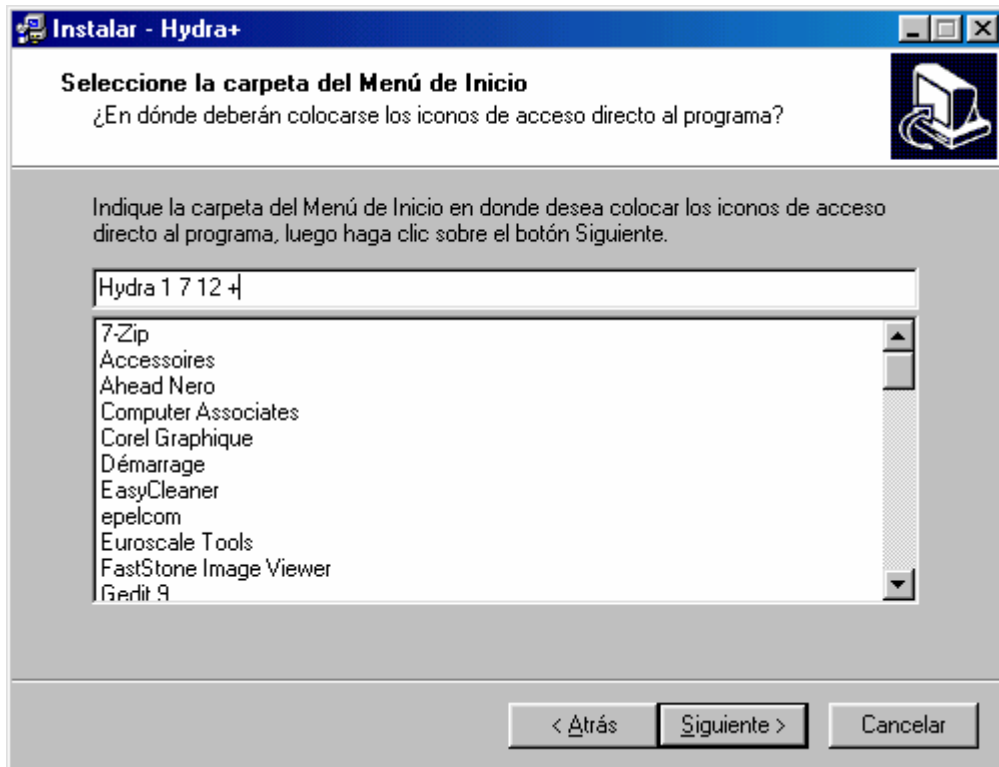 Instalar - Hydra+
Seleccione la carpeta del Menú de Inicio
¿En dónde deberán colocarse los iconos de acceso directo al programa?
Indique la carpeta del Menú de Inicio en donde desea colocar los iconos de acceso
directo al programa, luego haga clic sobre el botón Siguiente.
Hydra 1 7 12 +
7-Zip
Accessoires
Ahead Nero
Computer Associates
Corel Graphique
Démarrage
EasyCleaner
epelcom
Euroscale Tools
FastStone Image Viewer
Gedit 9
< Atrás
Siguiente >
Cancelar